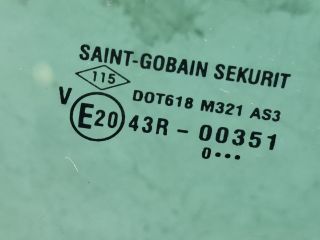 SAINT-GOBAIN SEKURIT
115
DOT618 M321 AS3
V
E20 43R-00351
0•••